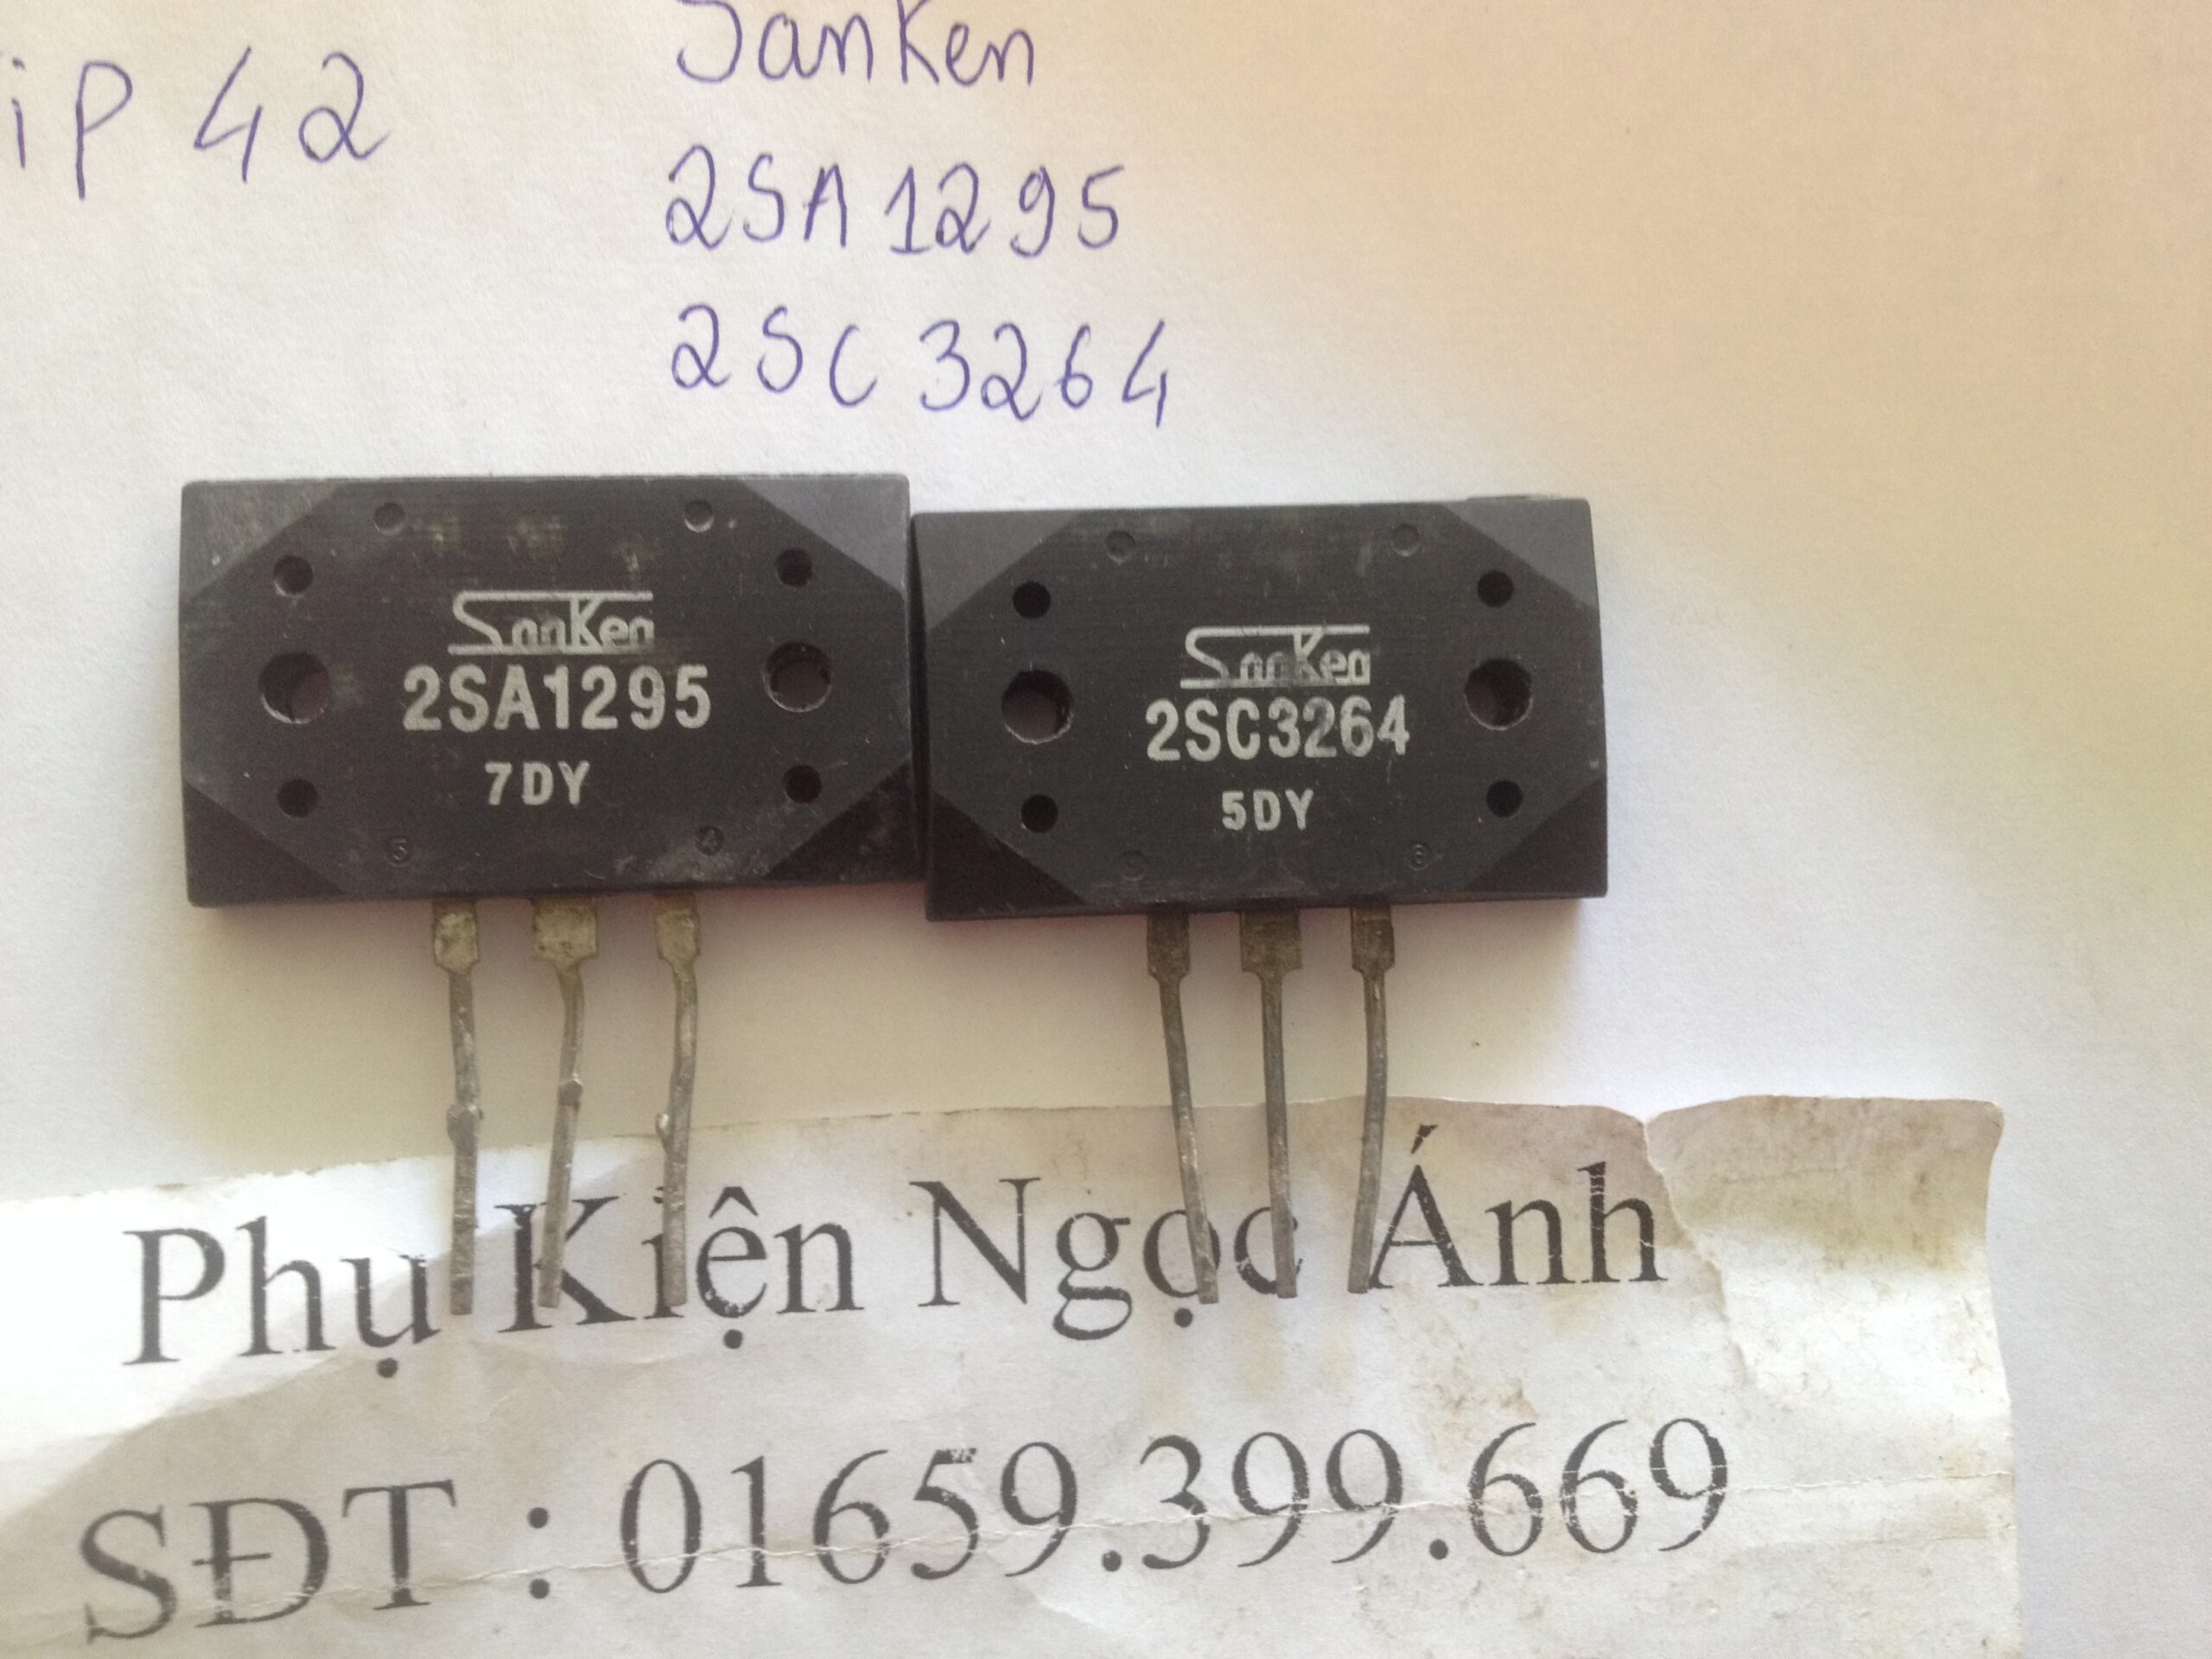 iP 42
SanKen
2SA1295
2SC3264
SanKen
2SA1295
7DY
SanKen
2SC3264
5DY
Phụ Kiện Ngọc Ánh
SĐT : 01659.399.669